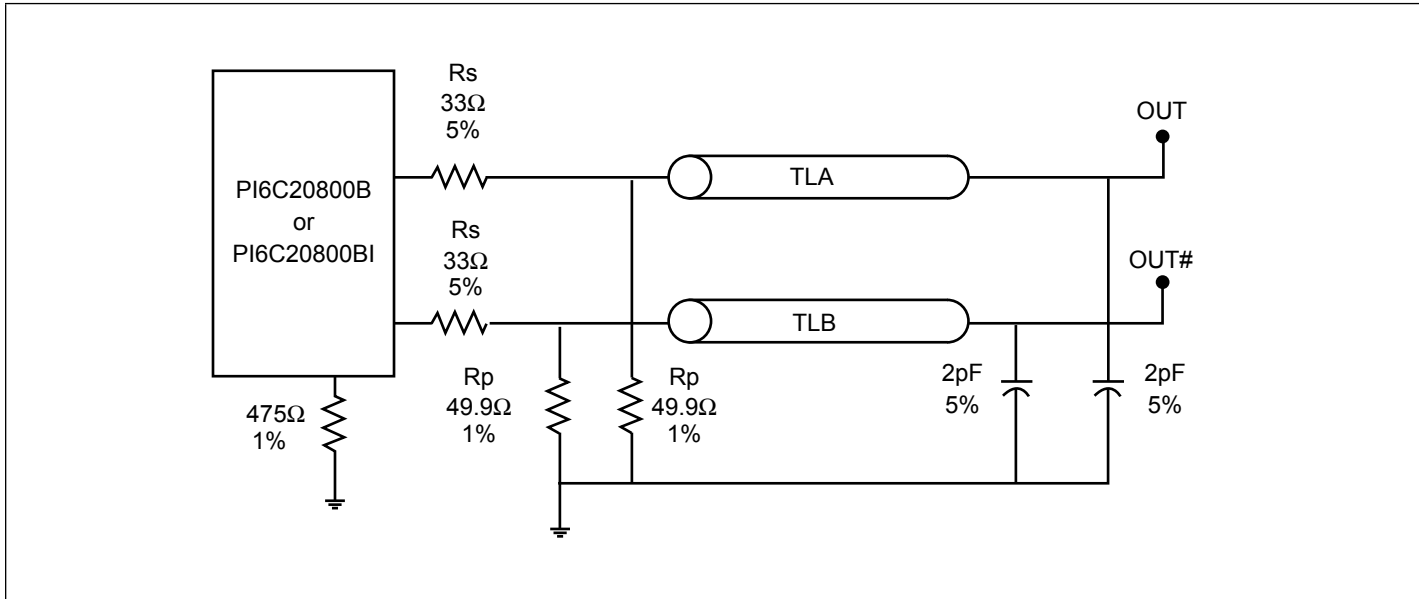 Rs
33Ω
5%
OUT
TLA
PI6C20800B
or
PI6C20800BI
Rs
33Ω
5%
OUT#
TLB
475Ω
1%
Rp
49.9Ω
1%
Rp
49.9Ω
1%
2pF
5%
2pF
5%